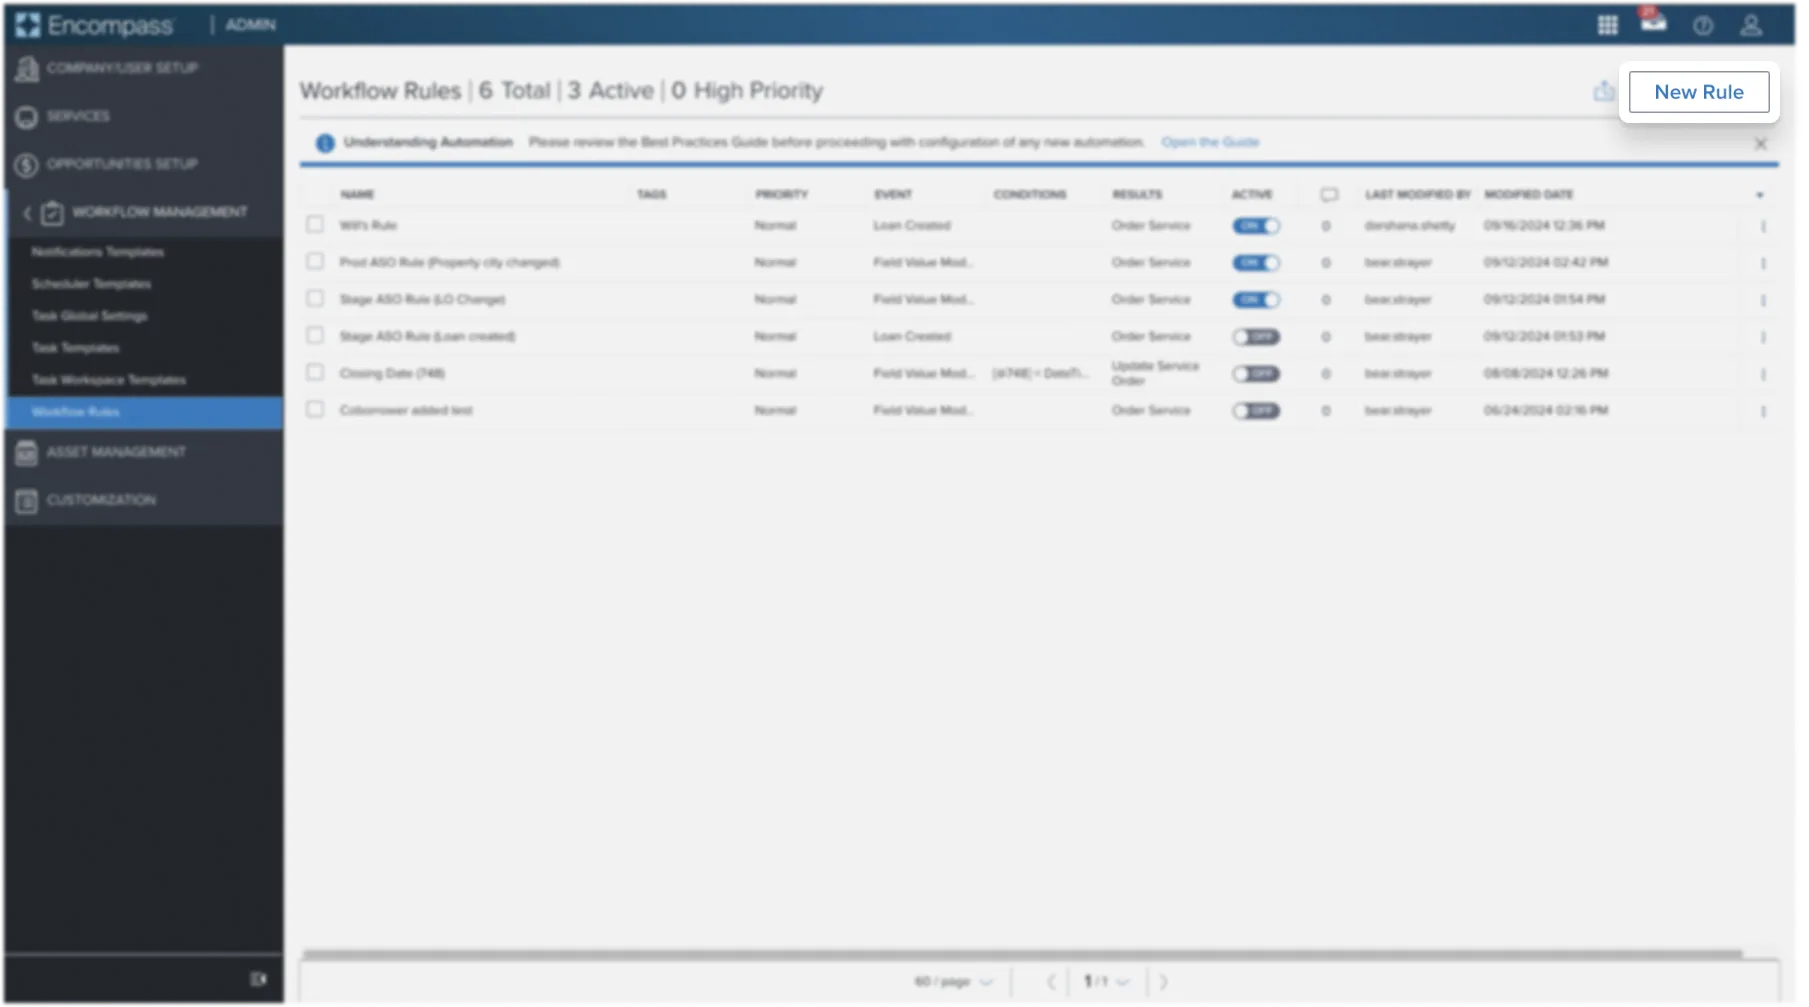 Encompass | ADMIN
21
COMPANY/USER SETUP
SERVICES
OPPORTUNITIES SETUP
WORKFLOW MANAGEMENT
Notifications Templates
Scheduler Templates
Task Global Settings
Task Templates
Task Workspace Templates
Workflow Rules
ASSET MANAGEMENT
CUSTOMIZATION
Workflow Rules | 6 Total | 3 Active | 0 High Priority
New Rule
Understanding Automation Please review the Best Practices Guide before proceeding with configuration of any new automation. Open the Guide
NAME TAGS PRIORITY EVENT CONDITIONS RESULTS ACTIVE LAST MODIFIED BY MODIFIED DATE
Will's Rule Normal Loan Created Order Service ON 0 darshana.shetty 09/16/2024 12:36 PM
Prod ASO Rule (Property city changed) Normal Field Value Mod... Order Service ON 0 bear.strayer 09/12/2024 02:42 PM
Stage ASO Rule (LO Change) Normal Field Value Mod... Order Service ON 0 bear.strayer 09/12/2024 01:54 PM
Stage ASO Rule (Loan created) Normal Loan Created Order Service OFF 0 bear.strayer 09/12/2024 01:53 PM
Closing Date (748) Normal Field Value Mod... [@748] < DateTi... Update Service Order OFF 0 bear.strayer 08/08/2024 12:26 PM
Coborrower added test Normal Field Value Mod... Order Service OFF 0 bear.strayer 06/24/2024 02:16 PM
60 / page 1 / 1